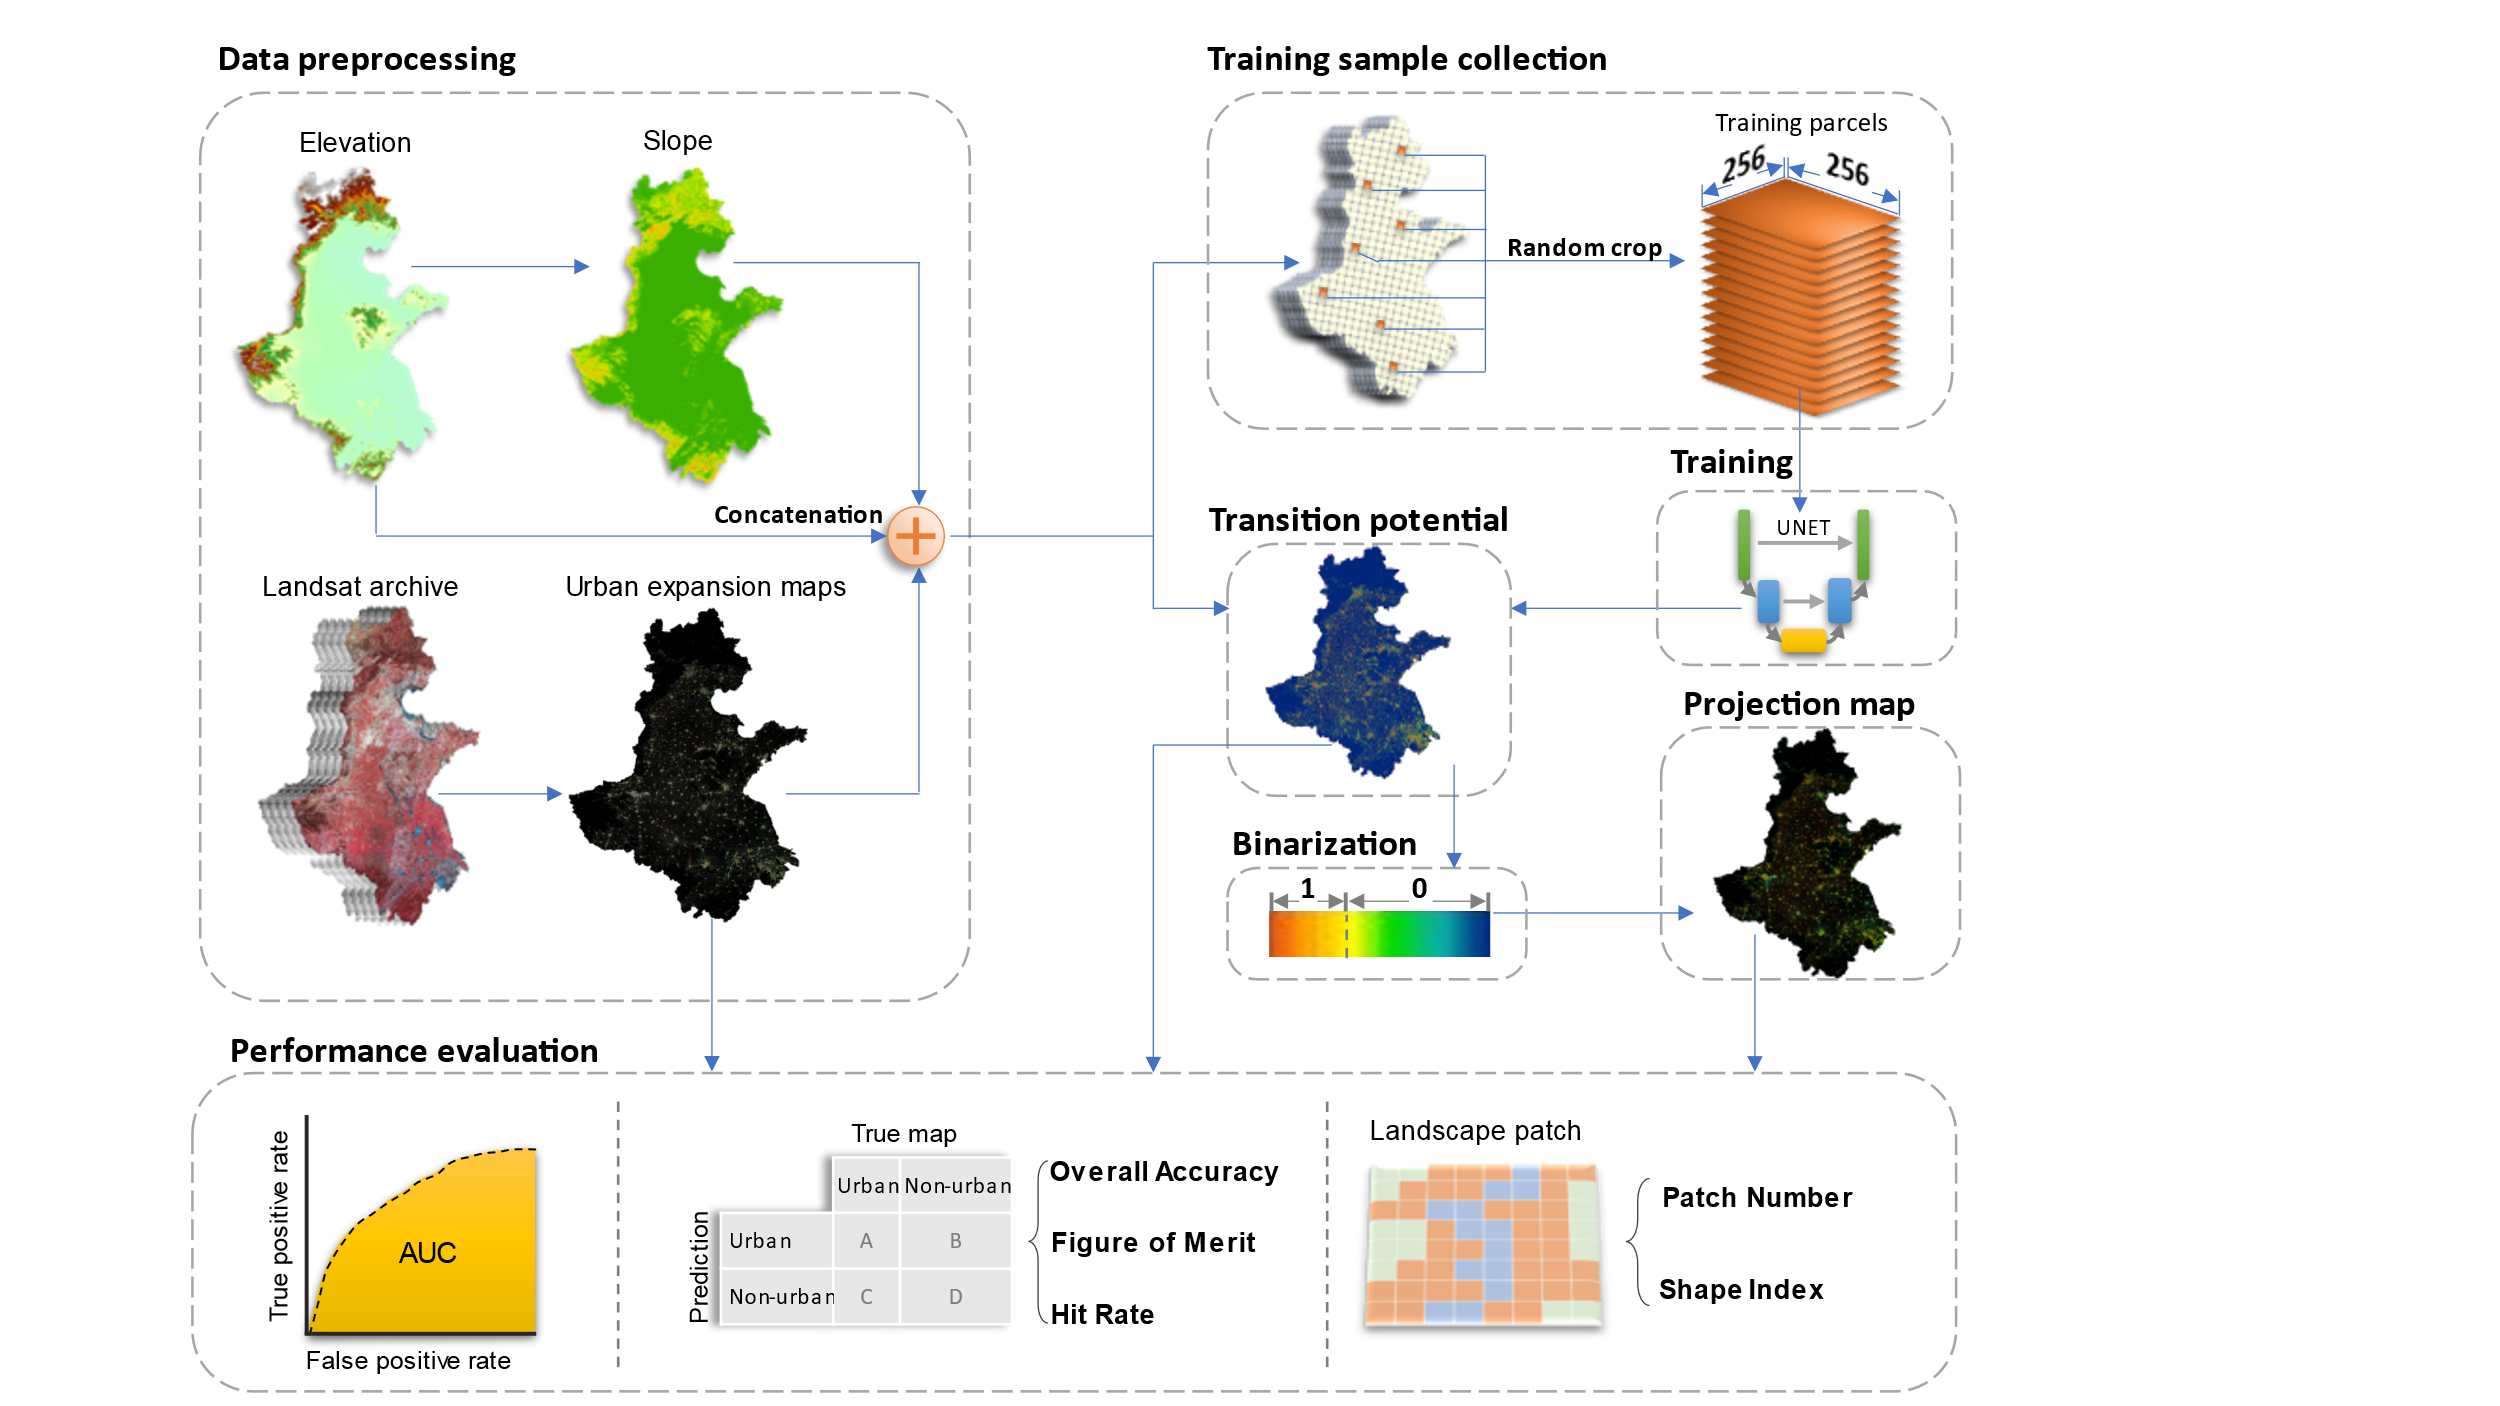 Data preprocessing
Elevation
Slope
Concatenation
Landsat archive
Urban expansion maps
Training sample collection
Training parcels
256
256
Random crop
Training
UNET
Transition potential
Projection map
Binarization
1
0
Performance evaluation
True positive rate
AUC
False positive rate
True map
Prediction
Urban Non-urban
Urban A B
Non-urban C D
Overall Accuracy
Figure of Merit
Hit Rate
Landscape patch
Patch Number
Shape Index